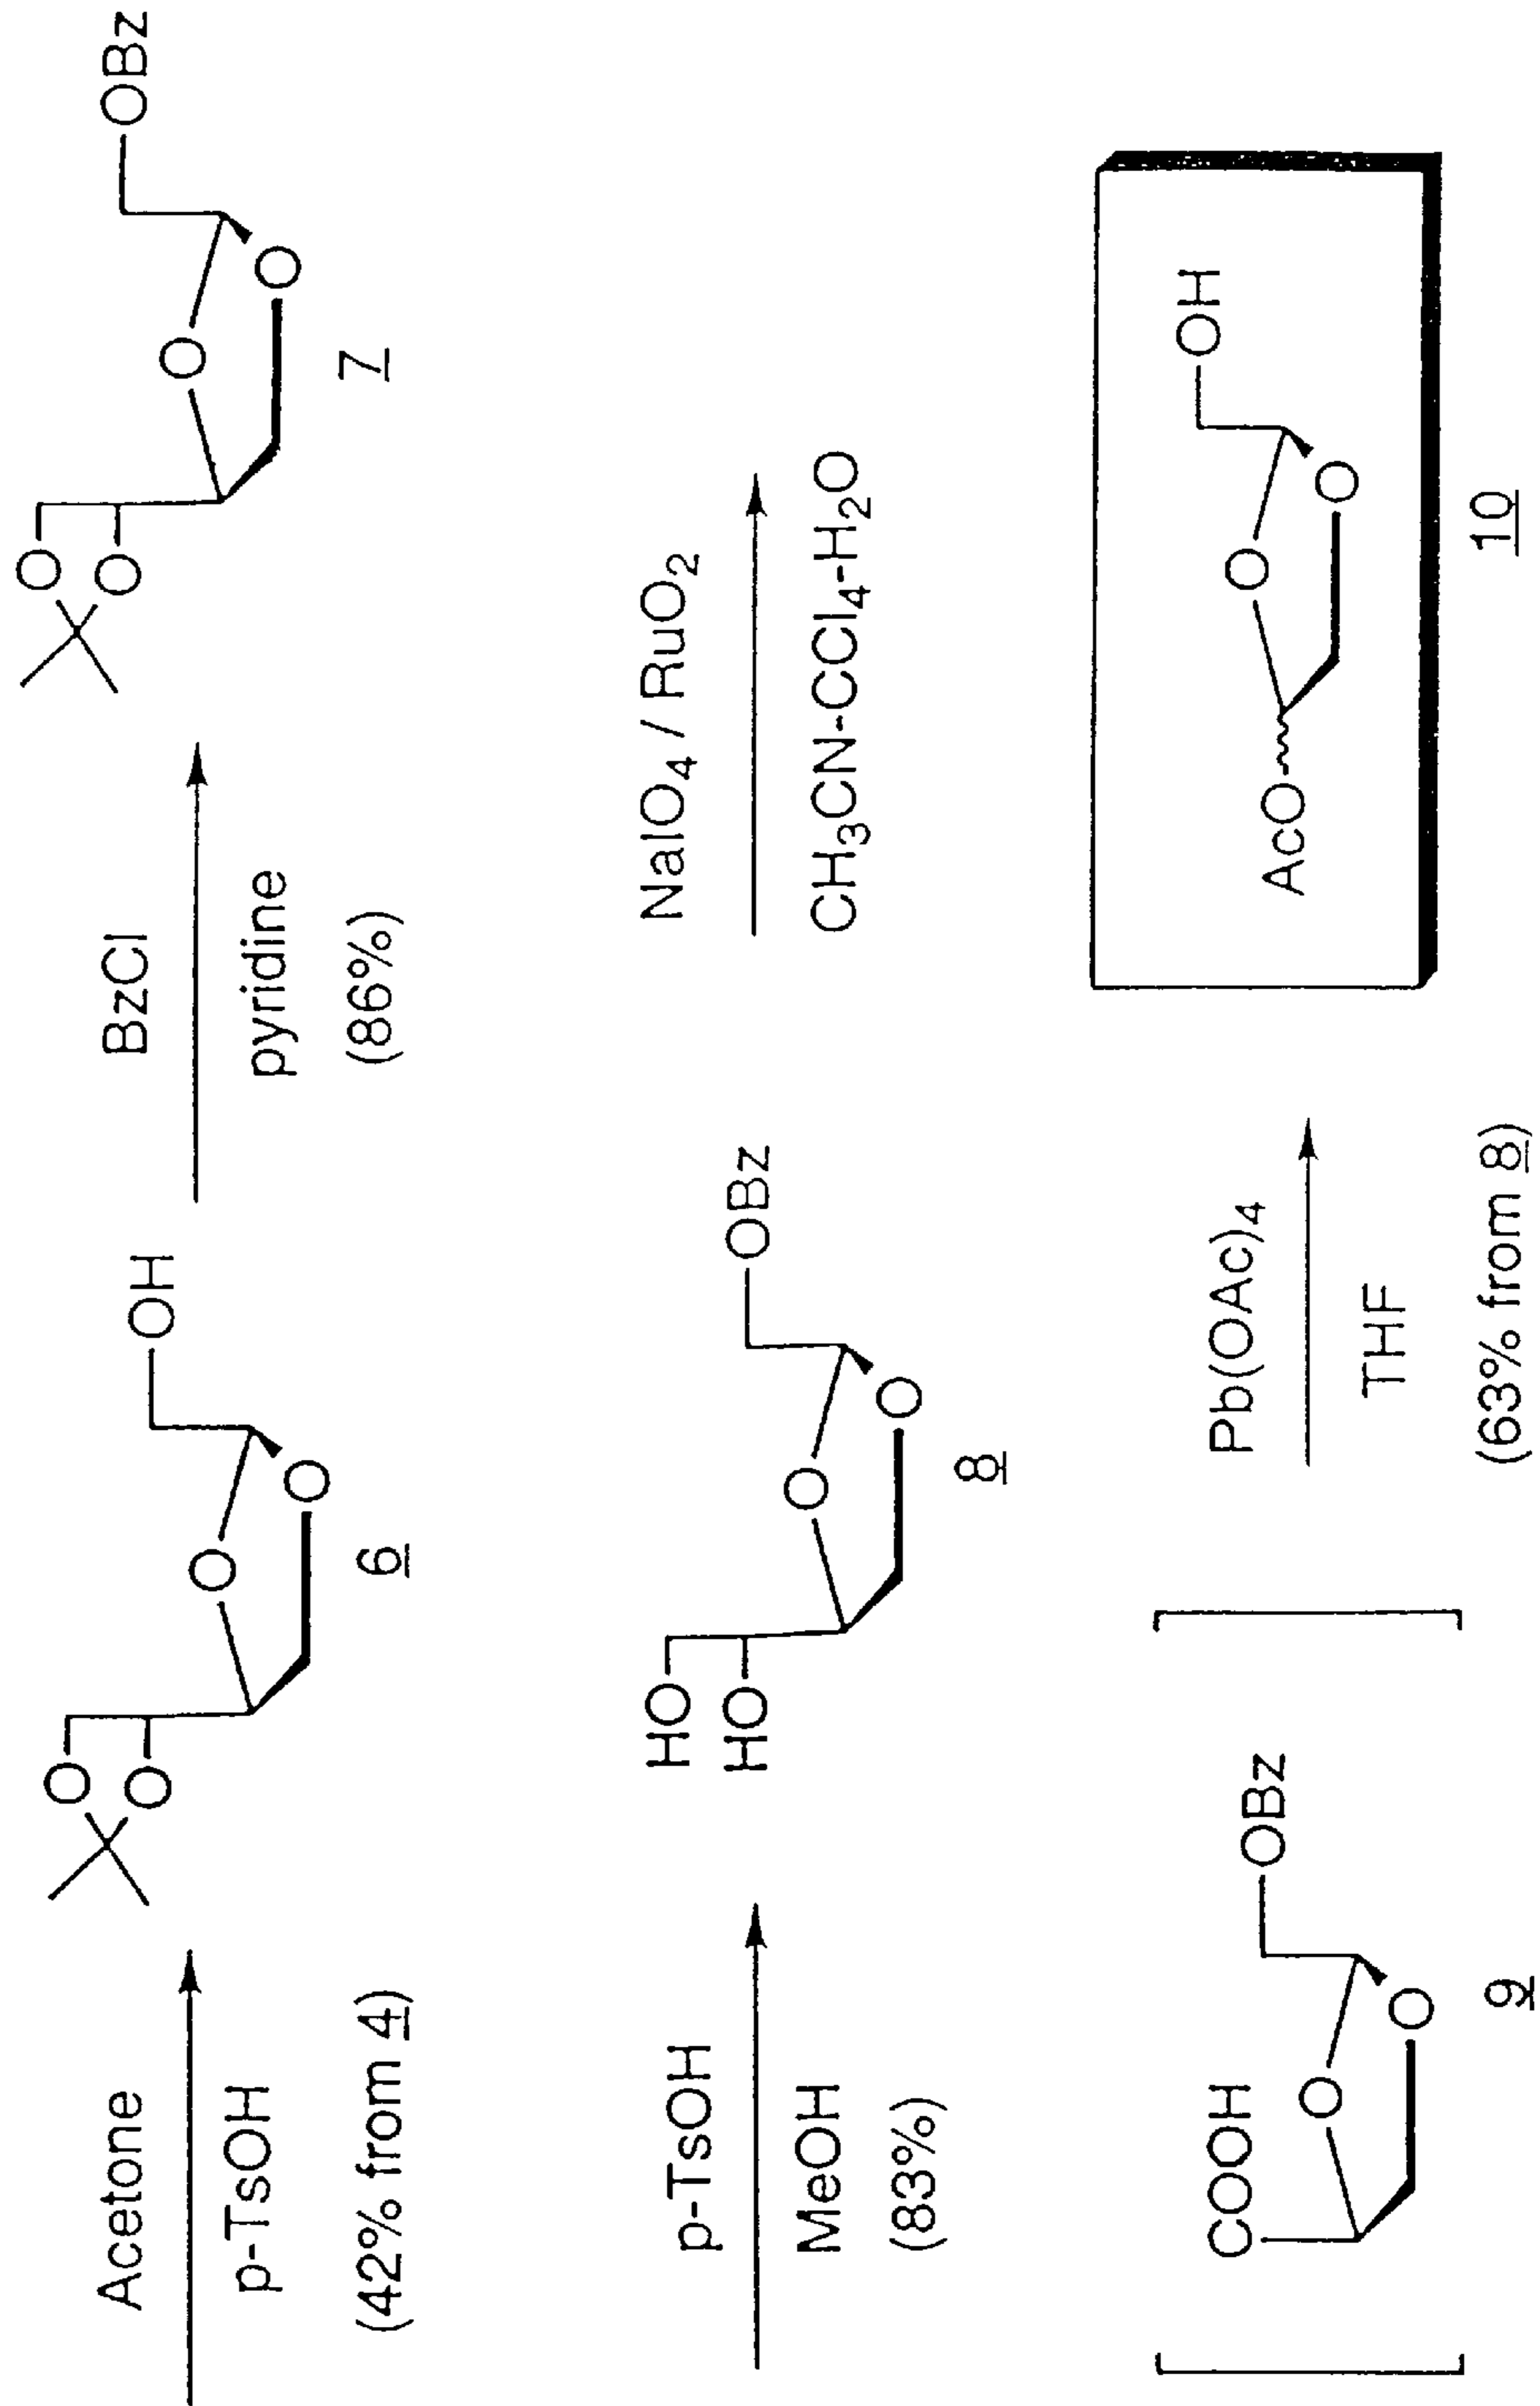 Acetone
p-TsOH
(42% from 4)
O
O
O
O
OH
6
BzCl
pyridine
(86%)
O
O
O
O
OBz
7
p-TsOH
MeOH
(83%)
HO
HO
O
O
OBz
8
NaIO4 / RuO2
CH3CN-CCl4-H2O
COOH
O
O
OBz
9
Pb(OAc)4
THF
(63% from 8)
AcO
O
O
OH
10